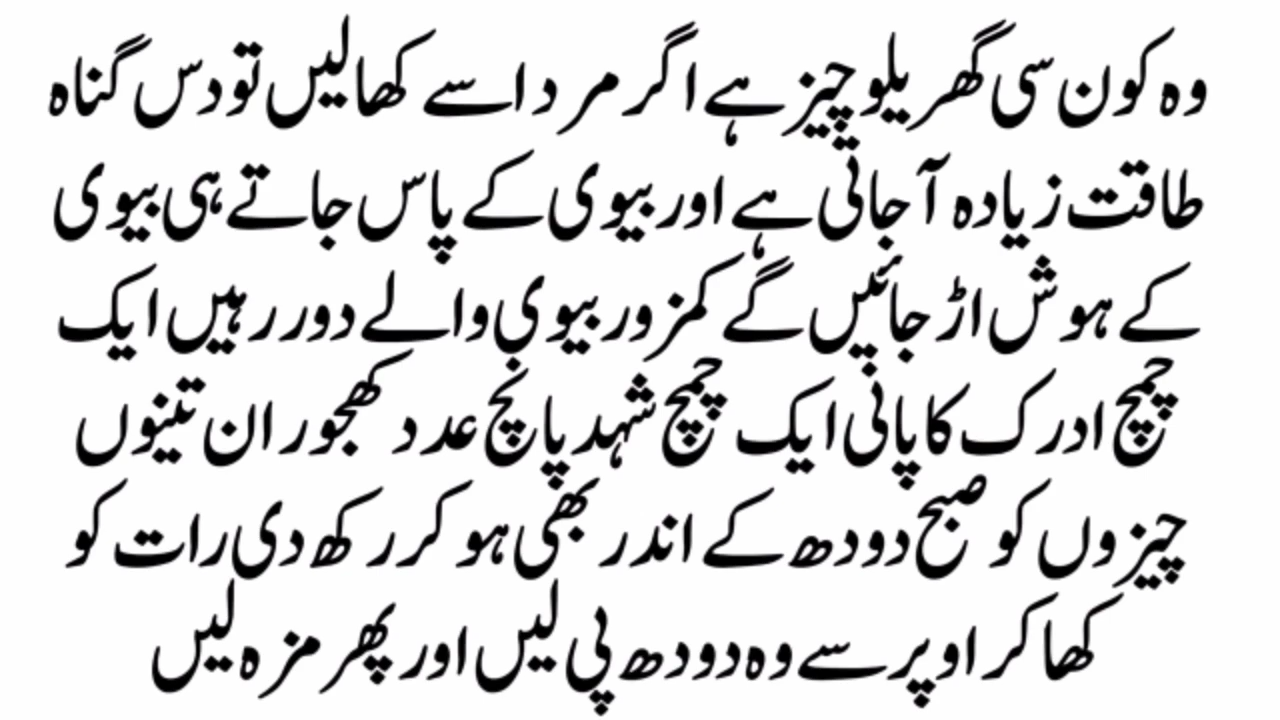 وہ کون سی گھریلو چیز ہے اگر مرد اسے کھا لیں تو دس گناہ
طاقت زیادہ آ جاتی ہے اور بیوی کے پاس جاتے ہی بیوی
کے ہوش اڑ جائیں گے کمزور بیوی والے دور رہیں ایک
چمچ ادرک کا پانی ایک چمچ شہد پانچ عدد کھجور ان تینوں
چیزوں کو صبح دودھ کے اندر بھی ہو کر رکھ دی رات کو
کھا کر اوپر سے وہ دودھ پی لیں اور پھر مزہ لیں